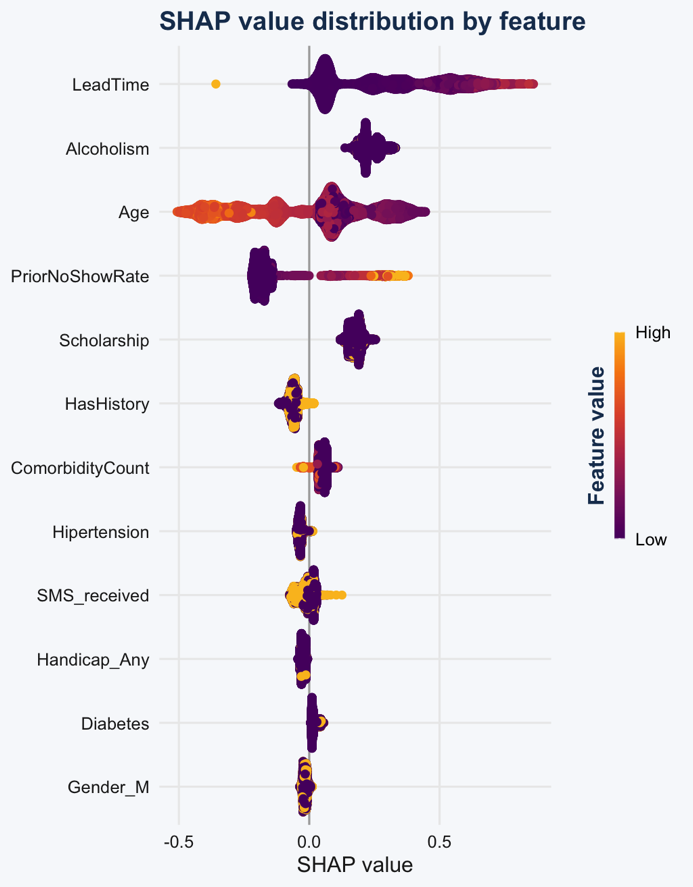 SHAP value distribution by feature
LeadTime
Alcoholism
Age
PriorNoShowRate
Scholarship
HasHistory
ComorbidityCount
Hipertension
SMS_received
Handicap_Any
Diabetes
Gender_M
-0.5 0.0 0.5
SHAP value
Feature value
High
Low